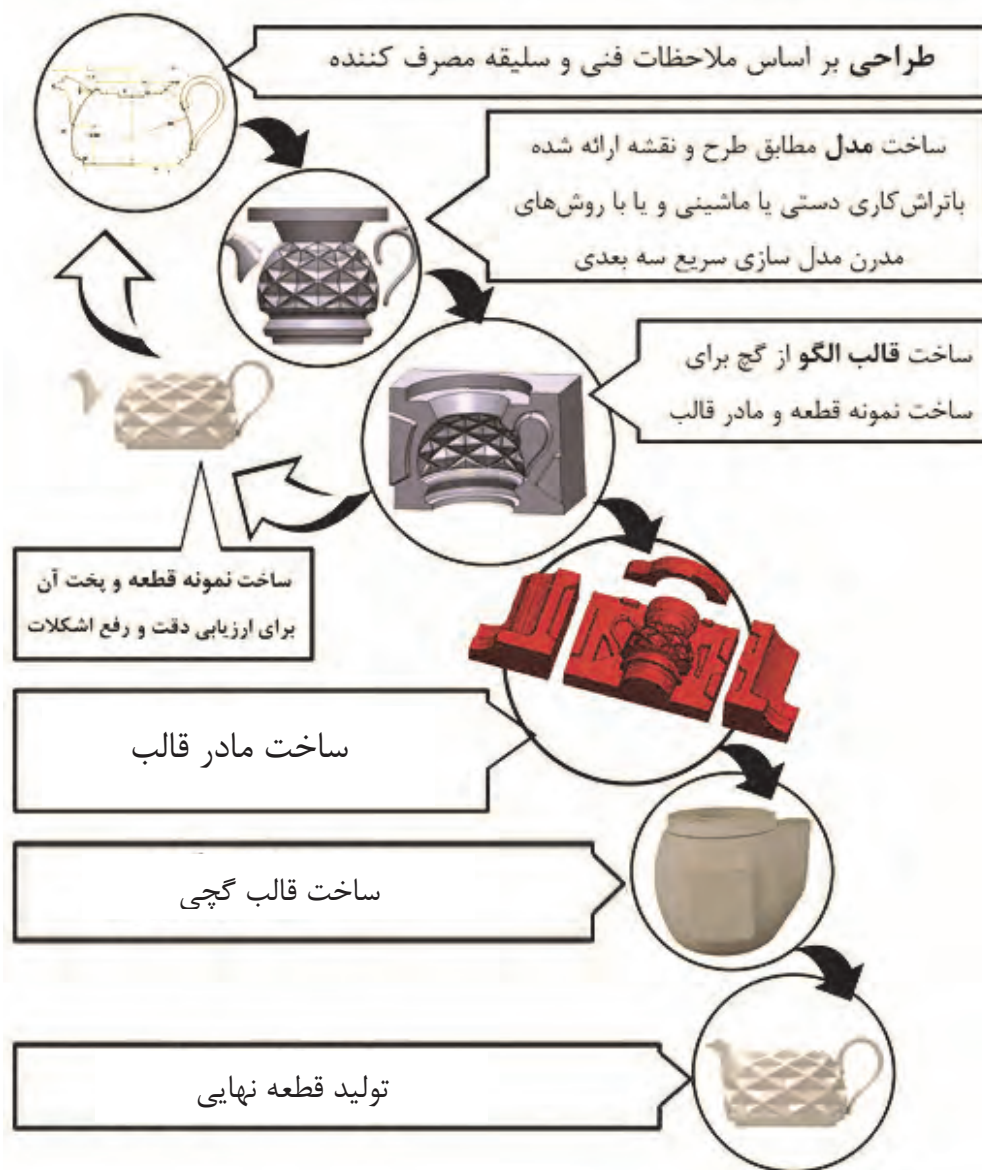 طراحی بر اساس ملاحظات فنی و سلیقه مصرف کننده
ساخت مدل مطابق طرح و نقشه ارائه شده
باتراش‌کاری دستی یا ماشینی و یا با روش‌های
مدرن مدل سازی سریع سه بعدی
ساخت قالب الگو از گچ برای
ساخت نمونه قطعه و مادر قالب
ساخت نمونه قطعه و پخت آن
برای ارزیابی دقت و رفع اشکلات
ساخت مادر قالب
ساخت قالب گچی
تولید قطعه نهایی